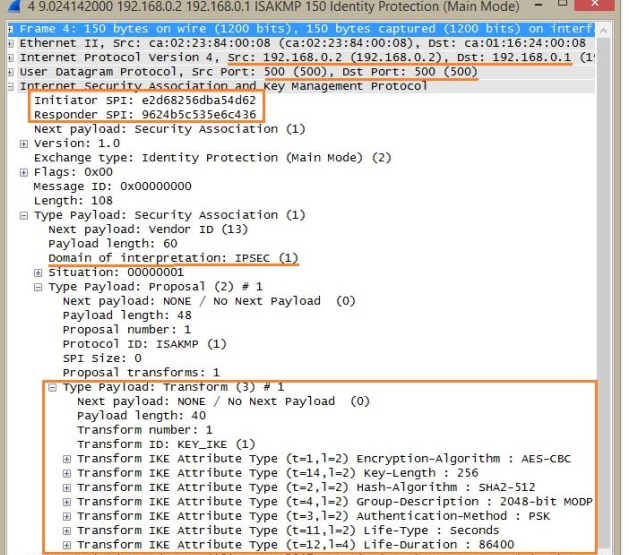 4 9.024142000 192.168.0.2 192.168.0.1 ISAKMP 150 Identity Protection (Main Mode)
Frame 4: 150 bytes on wire (1200 bits), 150 bytes captured (1200 bits) on interf
Ethernet II, Src: ca:02:23:84:00:08 (ca:02:23:84:00:08), Dst: ca:01:16:24:00:08
Internet Protocol Version 4, Src: 192.168.0.2 (192.168.0.2), Dst: 192.168.0.1 (19
User Datagram Protocol, Src Port: 500 (500), Dst Port: 500 (500)
Internet Security Association and Key Management Protocol
Initiator SPI: e2d68256dba54d62
Responder SPI: 9624b5c535e6c436
Next payload: Security Association (1)
Version: 1.0
Exchange type: Identity Protection (Main Mode) (2)
Flags: 0x00
Message ID: 0x00000000
Length: 108
Type Payload: Security Association (1)
Next payload: Vendor ID (13)
Payload length: 60
Domain of interpretation: IPSEC (1)
Situation: 00000001
Type Payload: Proposal (2) # 1
Next payload: NONE / No Next Payload (0)
Payload length: 48
Proposal number: 1
Protocol ID: ISAKMP (1)
SPI Size: 0
Proposal transforms: 1
Type Payload: Transform (3) # 1
Next payload: NONE / No Next Payload (0)
Payload length: 40
Transform number: 1
Transform ID: KEY_IKE (1)
Transform IKE Attribute Type (t=1,l=2) Encryption-Algorithm : AES-CBC
Transform IKE Attribute Type (t=14,l=2) Key-Length : 256
Transform IKE Attribute Type (t=2,l=2) Hash-Algorithm : SHA2-512
Transform IKE Attribute Type (t=4,l=2) Group-Description : 2048-bit MODP
Transform IKE Attribute Type (t=3,l=2) Authentication-Method : PSK
Transform IKE Attribute Type (t=11,l=2) Life-Type : Seconds
Transform IKE Attribute Type (t=12,l=4) Life-Duration : 86400